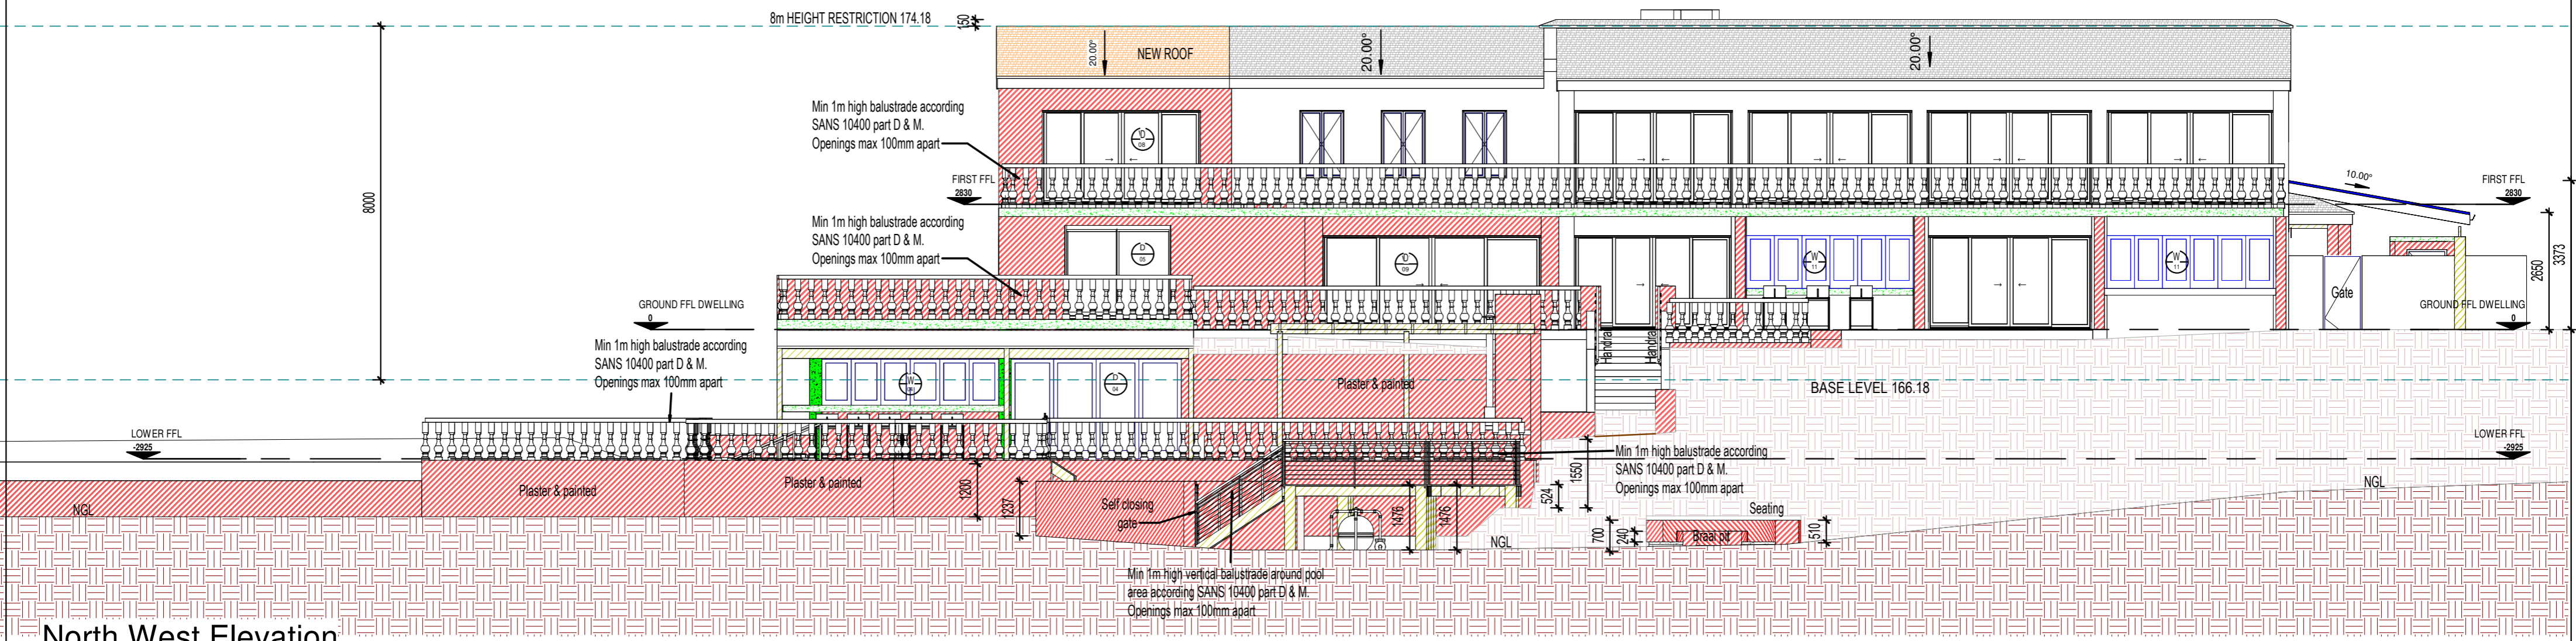 8m HEIGHT RESTRICTION 174.18
150
20.00°
NEW ROOF
20.00°
20.00°
8000
Min 1m high balustrade according
SANS 10400 part D & M.
Openings max 100mm apart
D
08
FIRST FFL
2830
10.00°
FIRST FFL
2830
Min 1m high balustrade according
SANS 10400 part D & M.
Openings max 100mm apart
D
05
D
09
W
11
W
11
2650
3373
Gate
GROUND FFL DWELLING
0
GROUND FFL DWELLING
0
Min 1m high balustrade according
SANS 10400 part D & M.
Openings max 100mm apart
Handrail
Handrail
W
D
04
Plaster & painted
BASE LEVEL 166.18
LOWER FFL
-2925
LOWER FFL
-2925
Min 1m high balustrade according
SANS 10400 part D & M.
Openings max 100mm apart
Plaster & painted
Plaster & painted
1200
1237
Self closing
gate
1476
1476
524
1550
NGL
NGL
NGL
Seating
700
240
Braai pit
510
Min 1m high vertical balustrade around pool
area according SANS 10400 part D & M.
Openings max 100mm apart
North West Elevation